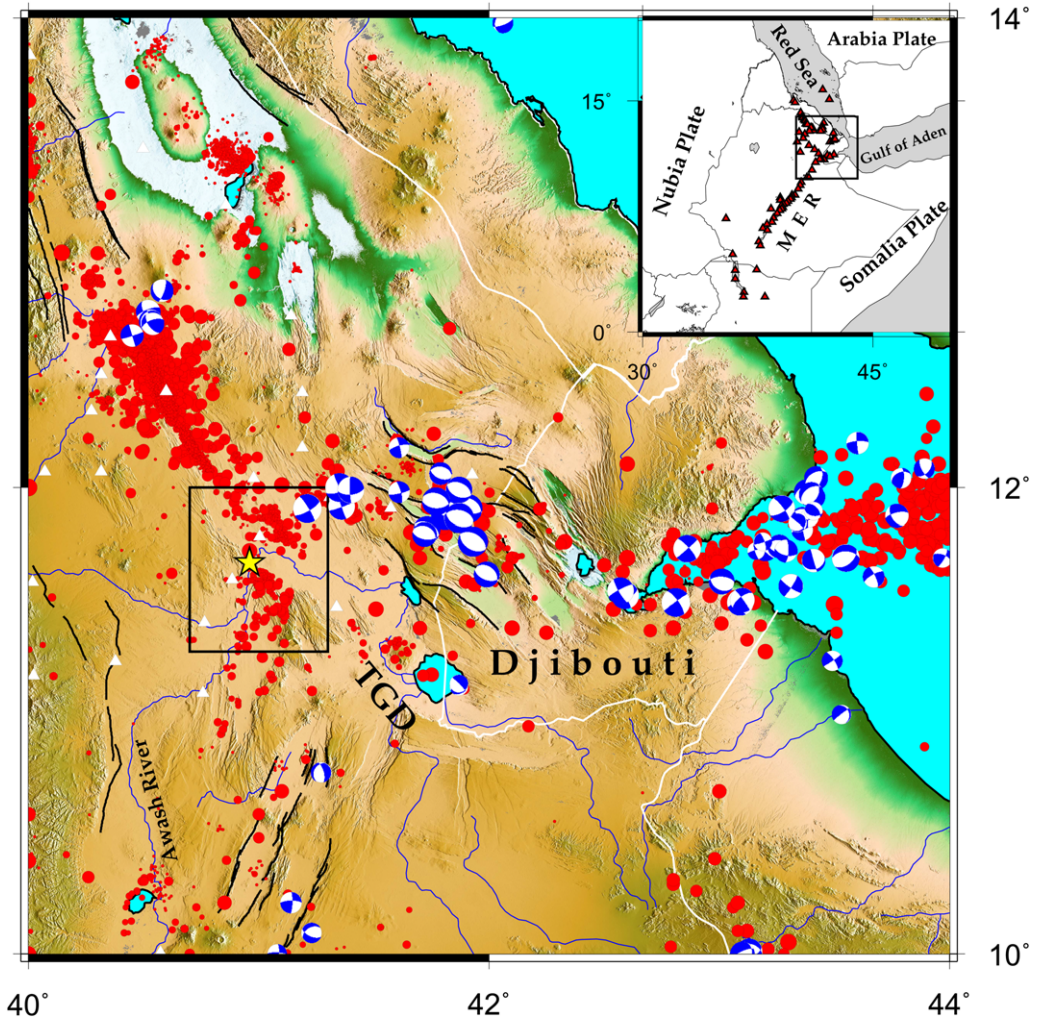 14°
Arabia Plate
Red Sea
15°
Gulf of Aden
Nubia Plate
MER
Somalia Plate
0°
30°
45°
12°
Djibouti
TGD
Awash River
10°
40°
42°
44°